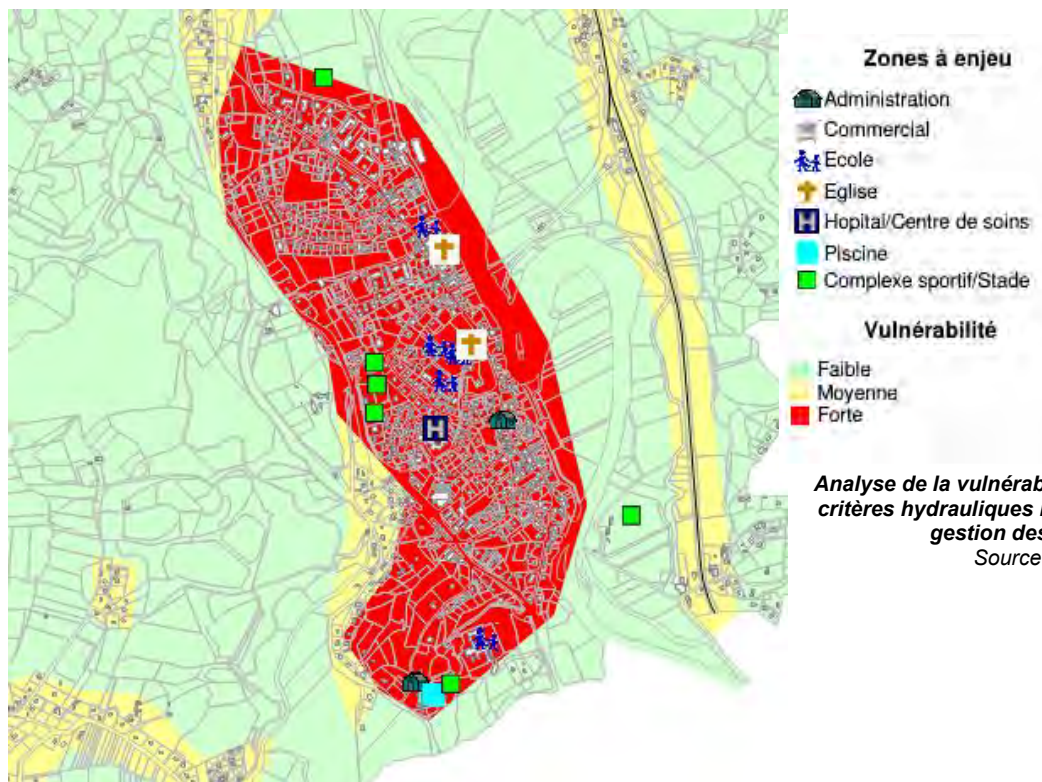 Zones à enjeu
Administration
Commercial
Ecole
Eglise
H Hopital/Centre de soins
Piscine
Complexe sportif/Stade
Vulnérabilité
Faible
Moyenne
Forte
H
Analyse de la vulnérab
critères hydrauliques
gestion des
Source